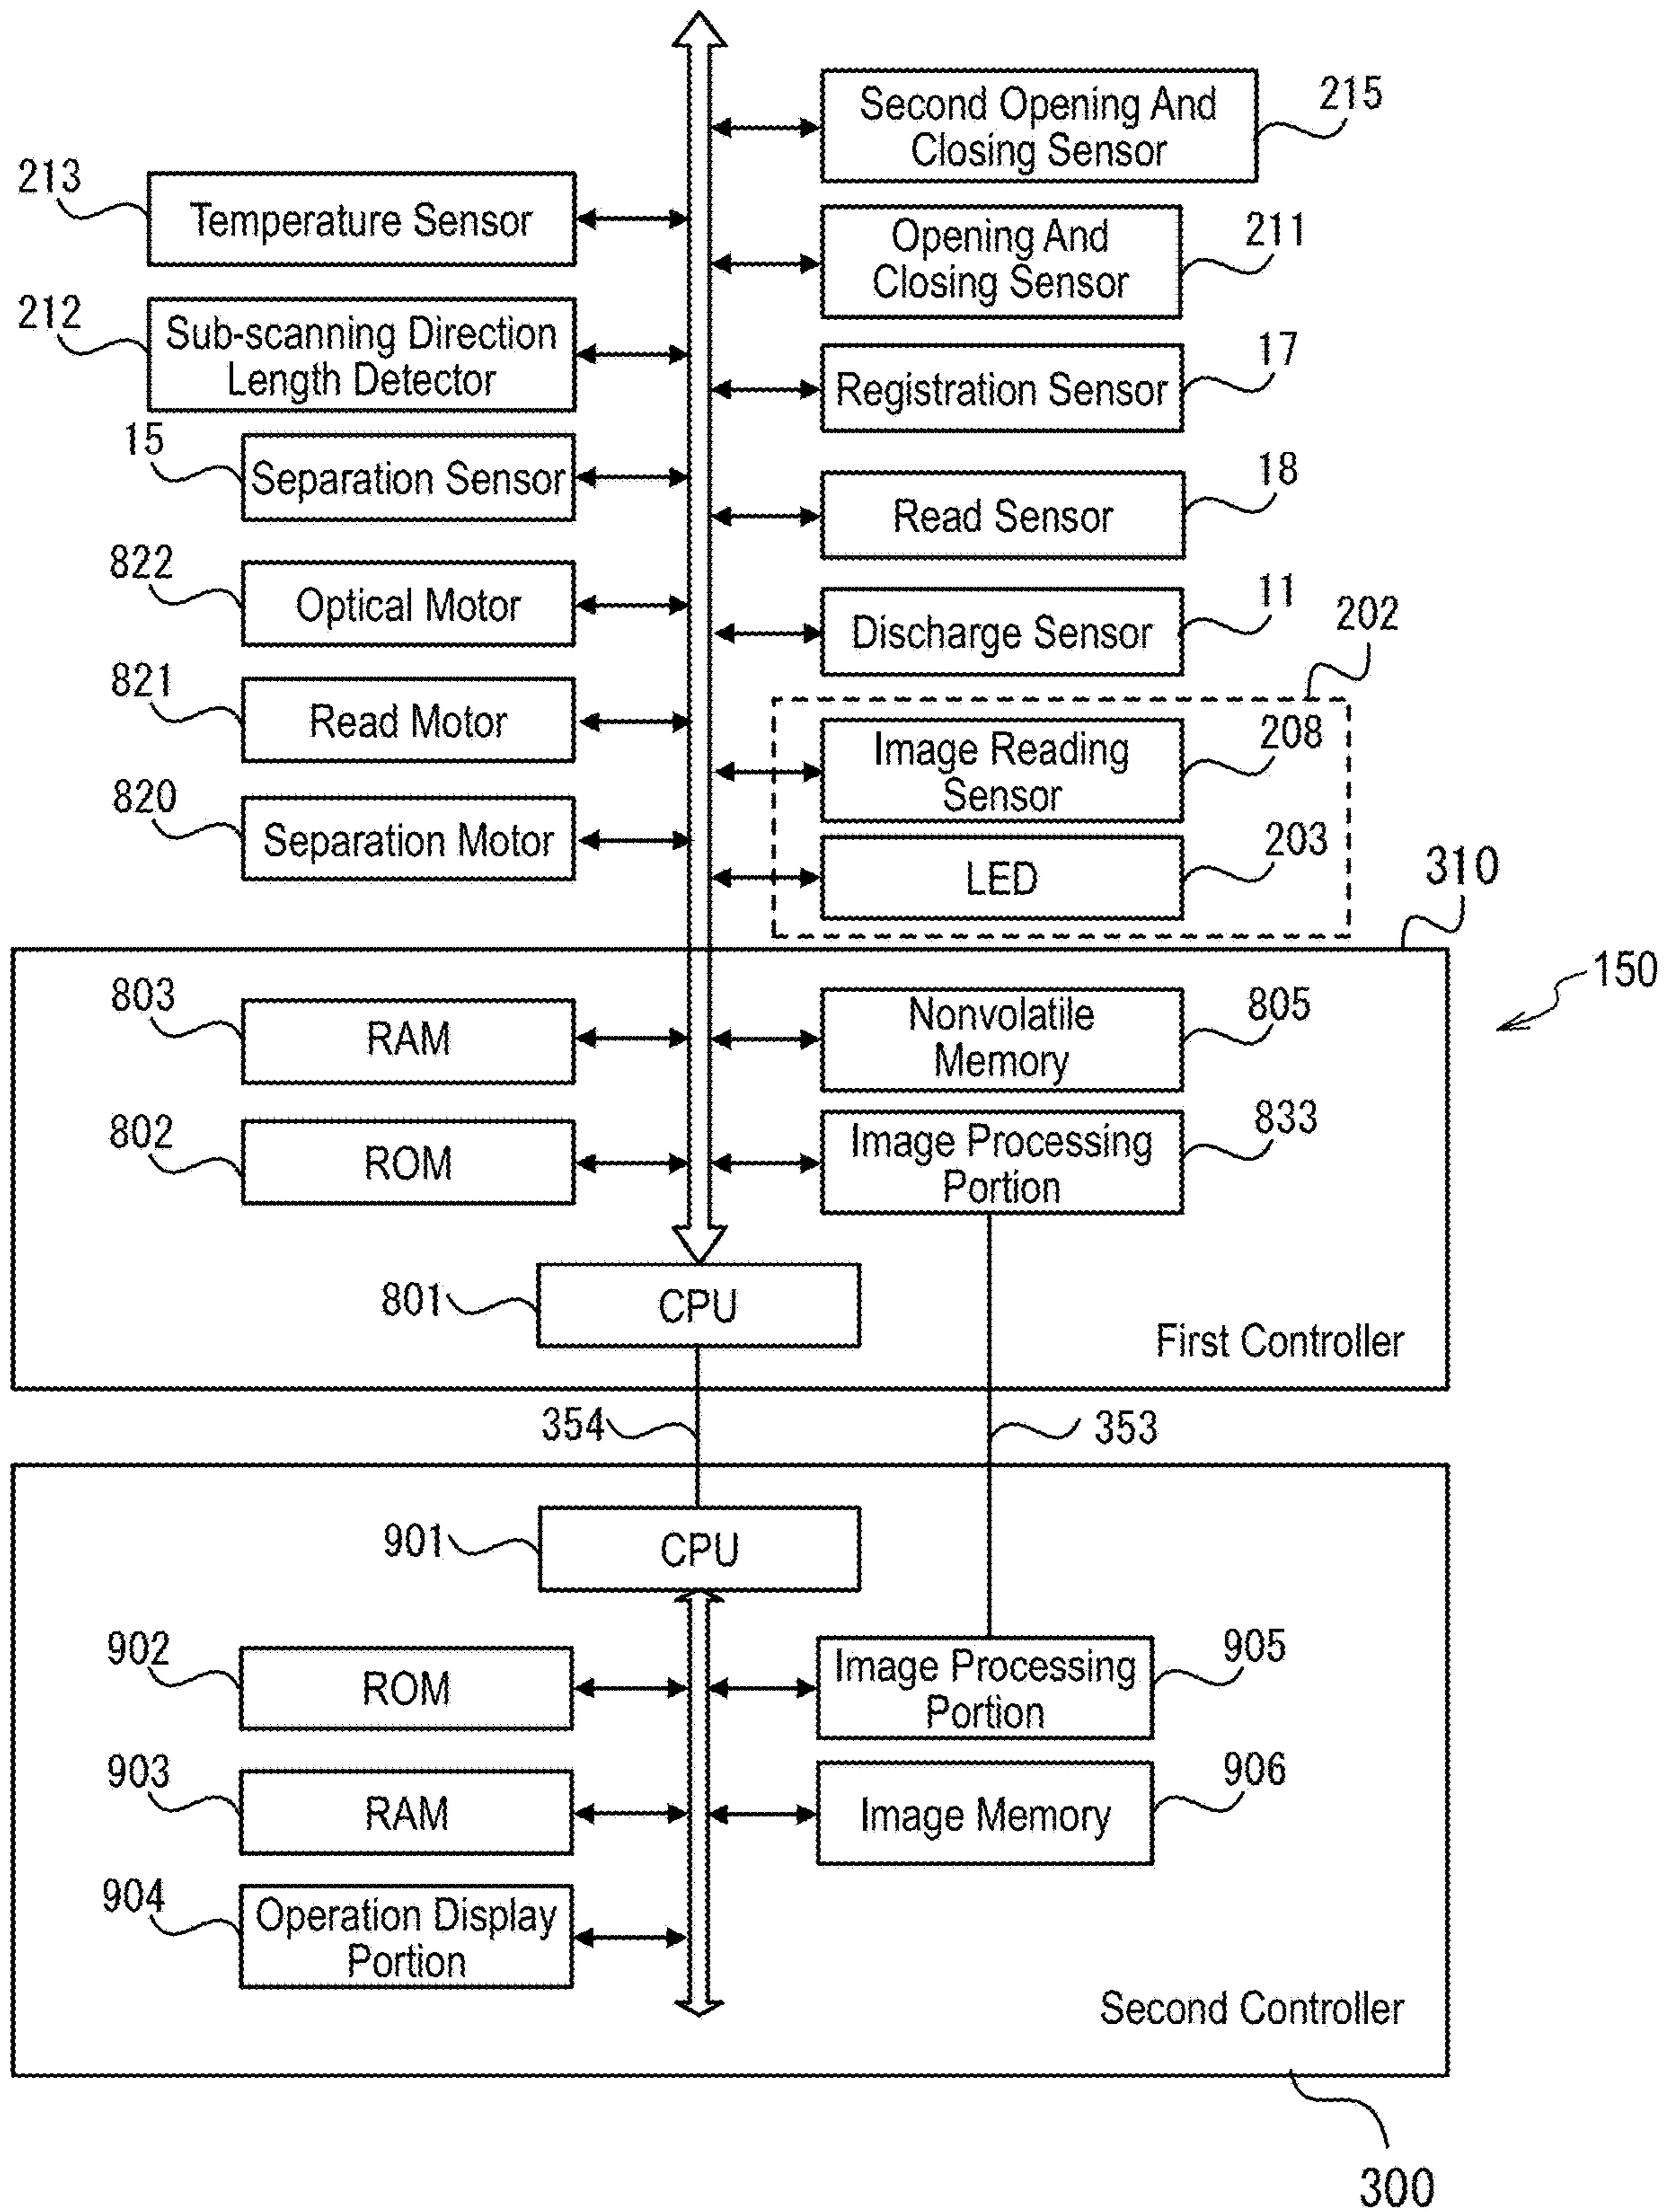 215
Second Opening And
Closing Sensor
213
Temperature Sensor
211
Opening And
Closing Sensor
212
Sub-scanning Direction
Length Detector
17
Registration Sensor
15
Separation Sensor
18
Read Sensor
822
Optical Motor
11
Discharge Sensor
202
821
Read Motor
208
Image Reading
Sensor
820
Separation Motor
203
LED
310
150
803
RAM
805
Nonvolatile
Memory
802
ROM
833
Image Processing
Portion
801
CPU
First Controller
354
353
901
CPU
902
ROM
905
Image Processing
Portion
903
RAM
906
Image Memory
904
Operation Display
Portion
Second Controller
300